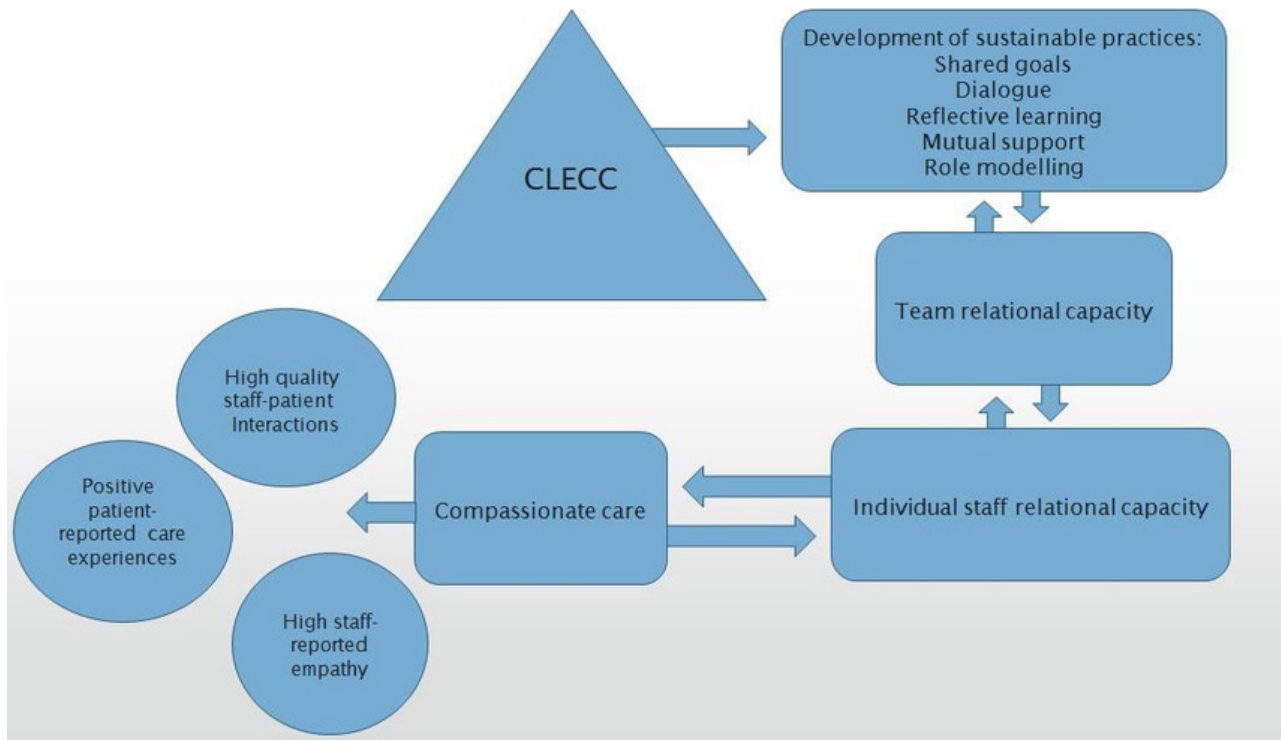 CLECC
Development of sustainable practices:
Shared goals
Dialogue
Reflective learning
Mutual support
Role modelling
Team relational capacity
Individual staff relational capacity
Compassionate care
High quality
staff-patient
Interactions
Positive
patient-
reported care
experiences
High staff-
reported
empathy